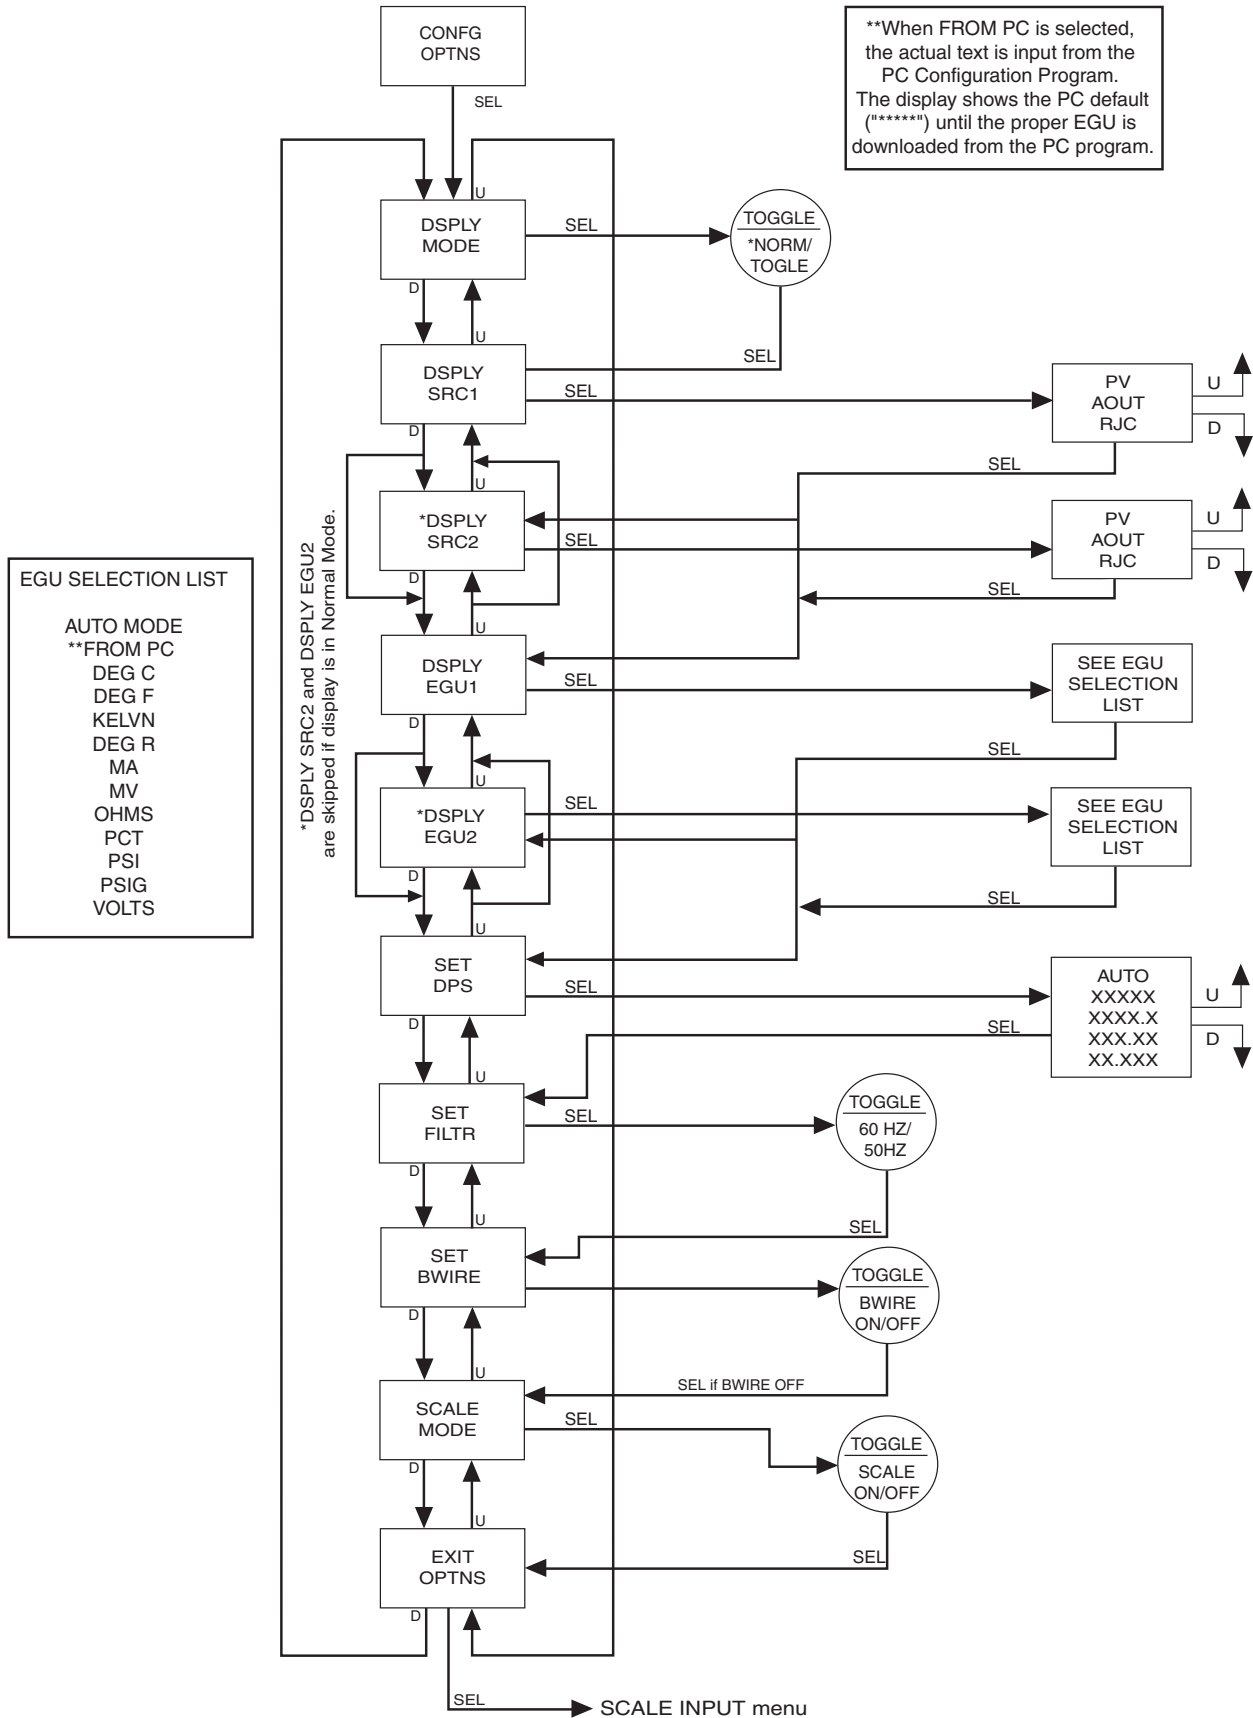 CONFG
OPTNS
**When FROM PC is selected,
the actual text is input from the
PC Configuration Program.
The display shows the PC default
("*****") until the proper EGU is
downloaded from the PC program.
SEL
U
DSPLY
MODE
SEL
TOGGLE
*NORM/
TOGLE
D
U
SEL
DSPLY
SRC1
SEL
PV
AOUT
RJC
U
D
D
SEL
U
*DSPLY
SRC2
SEL
PV
AOUT
RJC
U
D
D
SEL
U
*DSPLY SRC2 and DSPLY EGU2
are skipped if display is in Normal Mode.
EGU SELECTION LIST
AUTO MODE
**FROM PC
DEG C
DEG F
KELVN
DEG R
MA
MV
OHMS
PCT
PSI
PSIG
VOLTS
DSPLY
EGU1
SEL
SEE EGU
SELECTION
LIST
D
SEL
U
*DSPLY
EGU2
SEL
SEE EGU
SELECTION
LIST
D
SEL
U
SET
DPS
SEL
AUTO
XXXXX
XXXX.X
XXX.XX
XX.XXX
U
D
D
SEL
U
SET
FILTR
SEL
TOGGLE
60 HZ/
50HZ
D
U
SEL
SET
BWIRE
TOGGLE
BWIRE
ON/OFF
D
U
SEL if BWIRE OFF
SCALE
MODE
SEL
TOGGLE
SCALE
ON/OFF
D
U
SEL
EXIT
OPTNS
D
SEL
SCALE INPUT menu